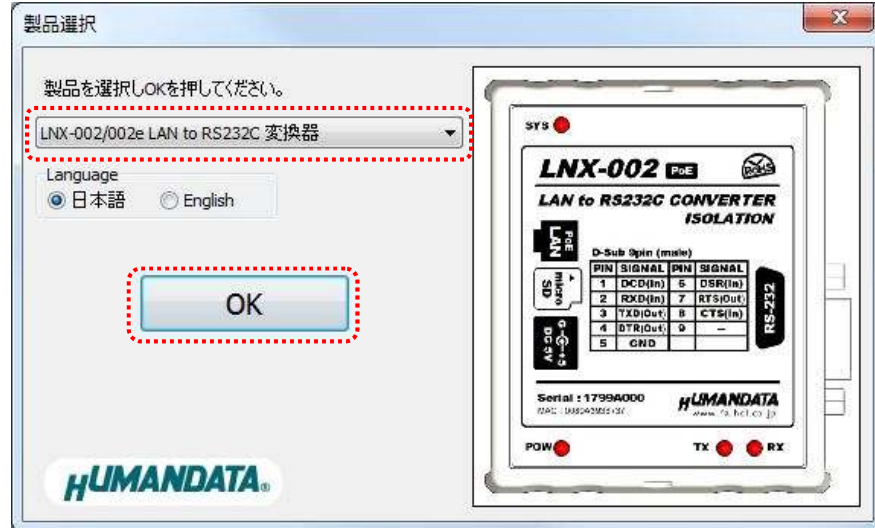 製品選択
製品を選択しOKを押してください。
LNX-002/002e LAN to RS232C 変換器
Language
日本語 English
OK
HUMANDATA®
SYS
LNX-002 PoE RoHS
LAN to RS232C CONVERTER
ISOLATION
PoE
LAN
micro
SD
DC 5V
D-Sub 9pin (male)
PIN SIGNAL PIN SIGNAL
1 DCD(In) 6 DSR(In)
2 RXD(In) 7 RTS(Out)
3 TXD(Out) 8 CTS(In)
4 DTR(Out) 9 –
5 GND
RS-232
Serial : 1799A000
HUMANDATA
POW
TX RX